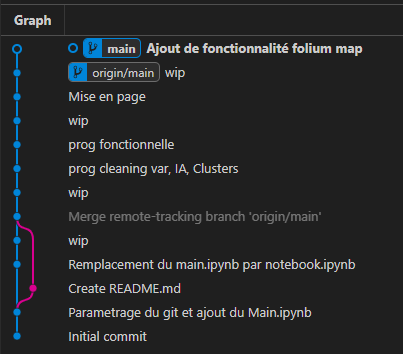 Graph
main Ajout de fonctionnalité folium map
origin/main wip
Mise en page
wip
prog fonctionnelle
prog cleaning var, IA, Clusters
wip
Merge remote-tracking branch 'origin/main'
wip
Remplacement du main.ipynb par notebook.ipynb
Create README.md
Parametrage du git et ajout du Main.ipynb
Initial commit